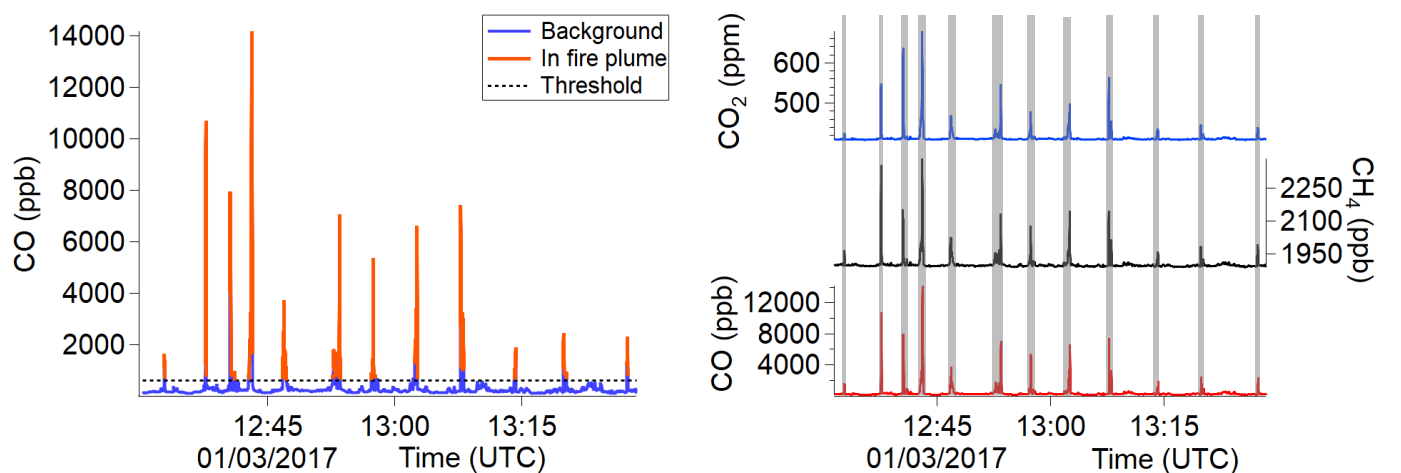 14000
12000
10000
8000
6000
4000
2000
CO (ppb)
Background
In fire plume
Threshold
12:45
13:00
13:15
01/03/2017
Time (UTC)
CO₂ (ppm)
600
500
2250
2100
1950
CH₄ (ppb)
CO (ppb)
12000
8000
4000
12:45
13:00
13:15
01/03/2017
Time (UTC)